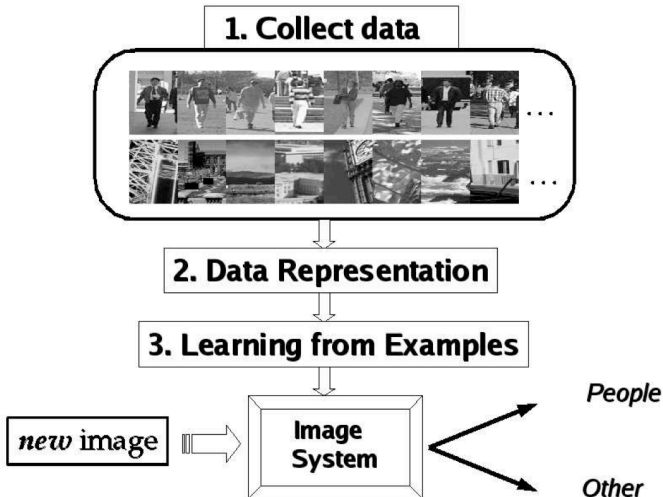 1. Collect data
...
...
2. Data Representation
3. Learning from Examples
People
new image
Image
System
Other